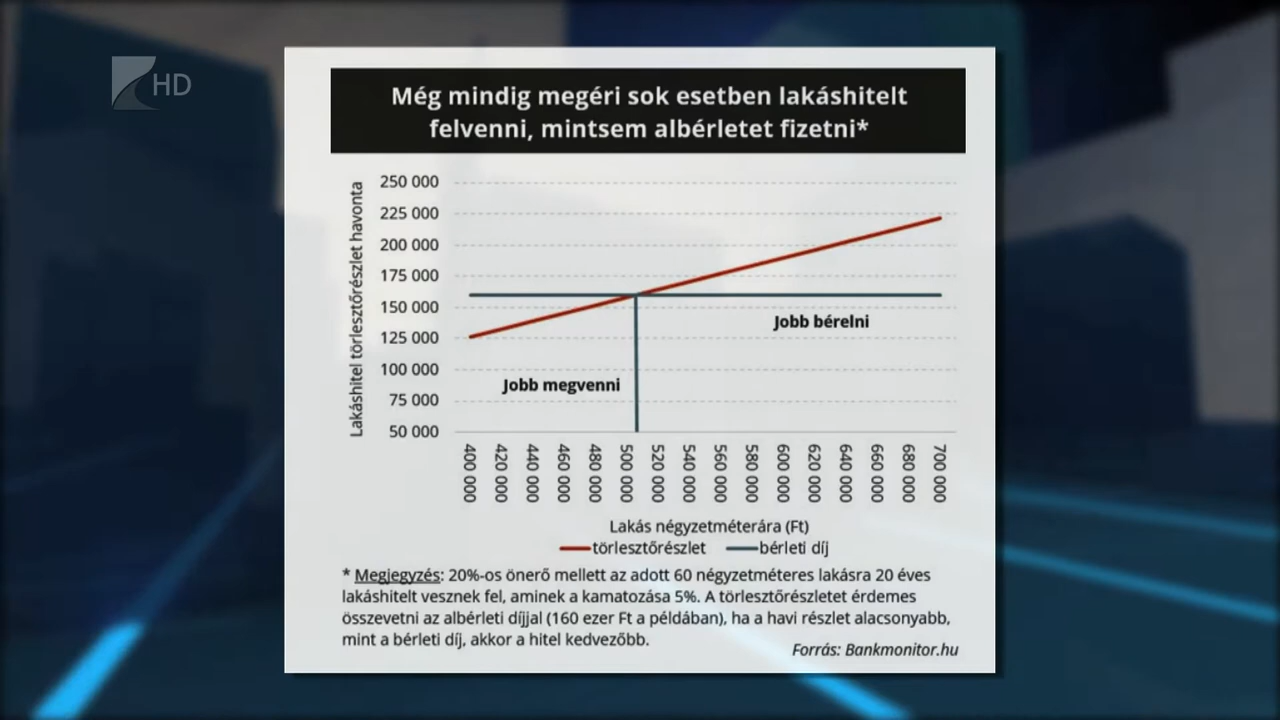 HD
Még mindig megéri sok esetben lakáshitelt
felvenni, mintsem albérletet fizetni*
Lakáshitel törlesztőrészlet havonta
250 000
225 000
200 000
175 000
150 000
125 000
100 000
75 000
50 000
Jobb bérelni
Jobb megvenni
400 000
420 000
440 000
460 000
480 000
500 000
520 000
540 000
560 000
580 000
600 000
620 000
640 000
660 000
680 000
700 000
Lakás négyzetméterára (Ft)
törlesztőrészlet
bérleti díj
* Megjegyzés: 20%-os önerő mellett az adott 60 négyzetméteres lakásra 20 éves
lakáshitelt vesznek fel, aminek a kamatozása 5%. A törlesztőrészletet érdemes
összevetni az albérleti díjjal (160 ezer Ft a példában), ha a havi részlet alacsonyabb,
mint a bérleti díj, akkor a hitel kedvezőbb.
Forrás: Bankmonitor.hu